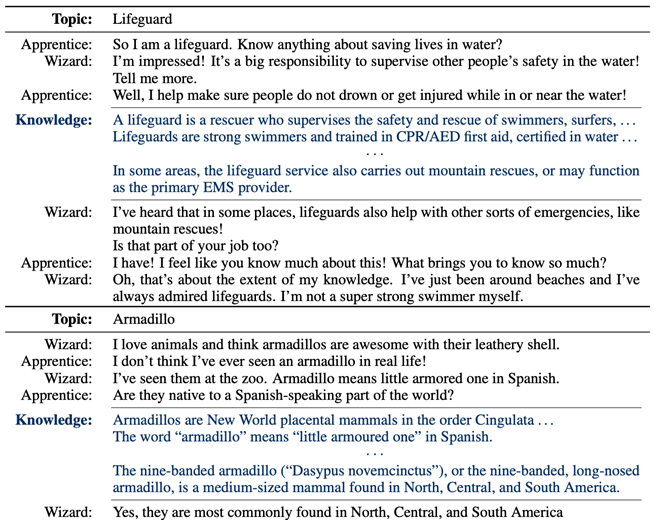 Topic: Lifeguard
Apprentice: So I am a lifeguard. Know anything about saving lives in water?
Wizard: I'm impressed! It's a big responsibility to supervise other people's safety in the water!
Tell me more.
Apprentice: Well, I help make sure people do not drown or get injured while in or near the water!
Knowledge: A lifeguard is a rescuer who supervises the safety and rescue of swimmers, surfers, ...
Lifeguards are strong swimmers and trained in CPR/AED first aid, certified in water ...
...
In some areas, the lifeguard service also carries out mountain rescues, or may function
as the primary EMS provider.
Wizard: I've heard that in some places, lifeguards also help with other sorts of emergencies, like
mountain rescues!
Is that part of your job too?
Apprentice: I have! I feel like you know much about this! What brings you to know so much?
Wizard: Oh, that's about the extent of my knowledge. I've just been around beaches and I've
always admired lifeguards. I'm not a super strong swimmer myself.
Topic: Armadillo
Wizard: I love animals and think armadillos are awesome with their leathery shell.
Apprentice: I don't think I've ever seen an armadillo in real life!
Wizard: I've seen them at the zoo. Armadillo means little armored one in Spanish.
Apprentice: Are they native to a Spanish-speaking part of the world?
Knowledge: Armadillos are New World placental mammals in the order Cingulata ...
The word "armadillo" means "little armoured one" in Spanish.
...
The nine-banded armadillo ("Dasypus novemcinctus"), or the nine-banded, long-nosed
armadillo, is a medium-sized mammal found in North, Central, and South America.
Wizard: Yes, they are most commonly found in North, Central, and South America